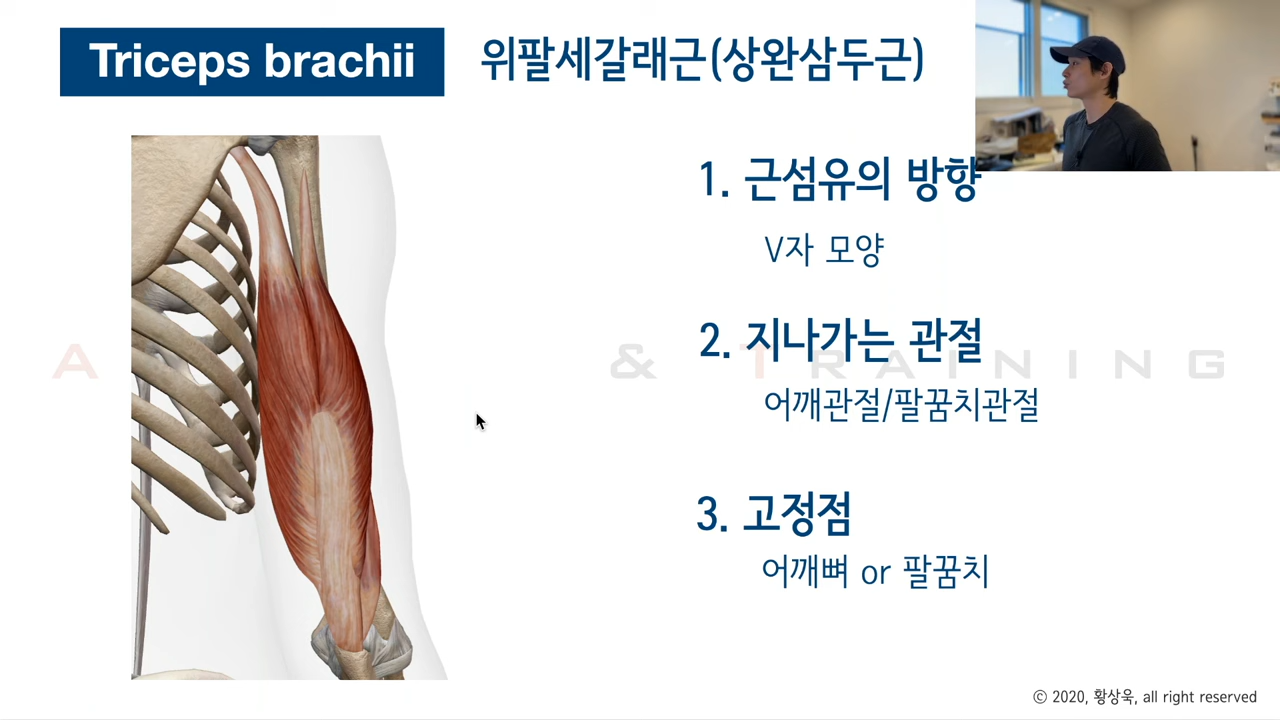 Triceps brachii
위팔세갈래근(상완삼두근)
1. 근섬유의 방향
V자 모양
2. 지나가는 관절
A & TRAINING
어깨관절/팔꿈치관절
3. 고정점
어깨뼈 or 팔꿈치
© 2020, 황상욱, all right reserved